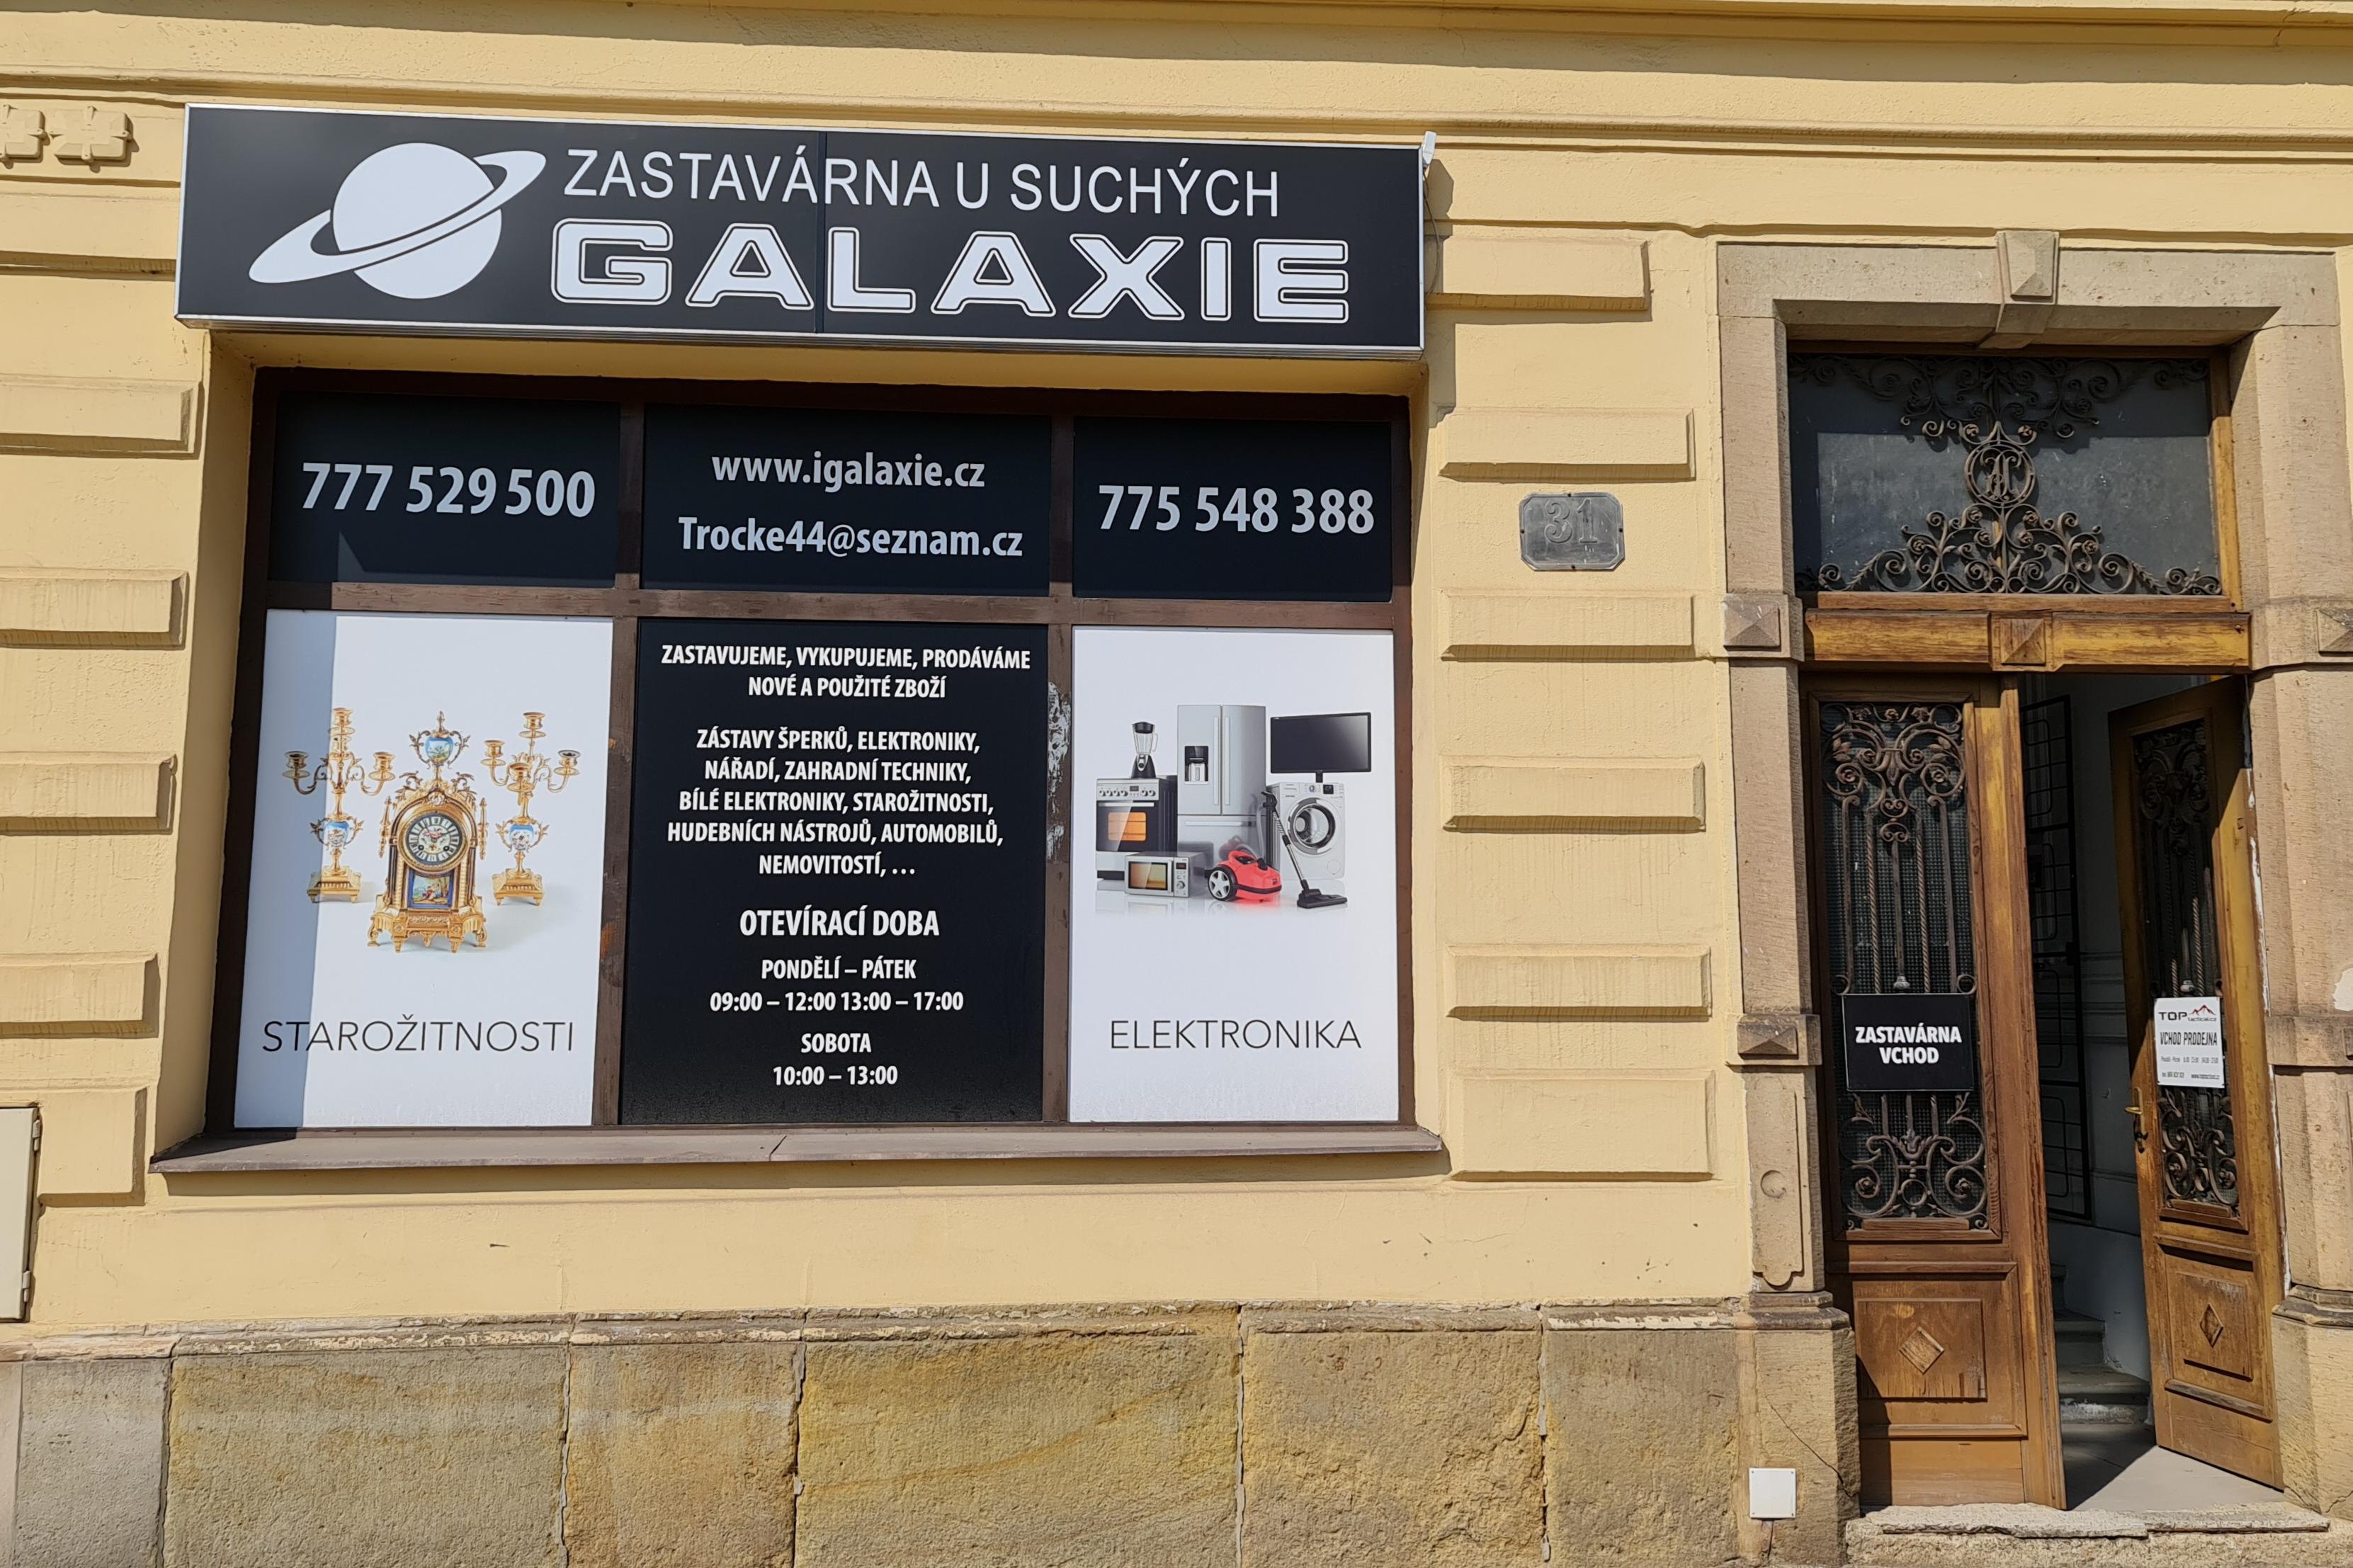 ZASTAVÁRNA U SUCHÝCH
GALAXIE
777 529 500
www.igalaxie.cz
Trocke44@seznam.cz
775 548 388
ZASTAVUJEME, VYKUPUJEME, PRODÁVÁME
NOVÉ A POUŽITÉ ZBOŽÍ
ZÁSTAVY ŠPERKŮ, ELEKTRONIKY,
NÁŘADÍ, ZAHRADNÍ TECHNIKY,
BÍLÉ ELEKTRONIKY, STAROŽITNOSTI,
HUDEBNÍCH NÁSTROJŮ, AUTOMOBILŮ,
NEMOVITOSTÍ, ...
OTEVÍRACÍ DOBA
PONDĚLÍ – PÁTEK
09:00 – 12:00 13:00 – 17:00
SOBOTA
10:00 – 13:00
STAROŽITNOSTI
ELEKTRONIKA
31
ZASTAVÁRNA
VCHOD
TOP
VCHOD PRODEJNA